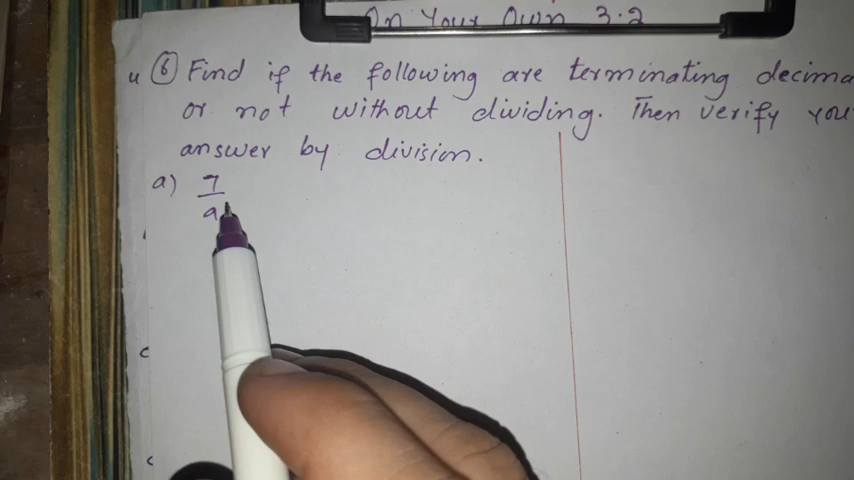 On Your Own 3.2
⑥ Find if the following are terminating decima
or not without dividing. Then verify you
answer by division.
a) 7
9